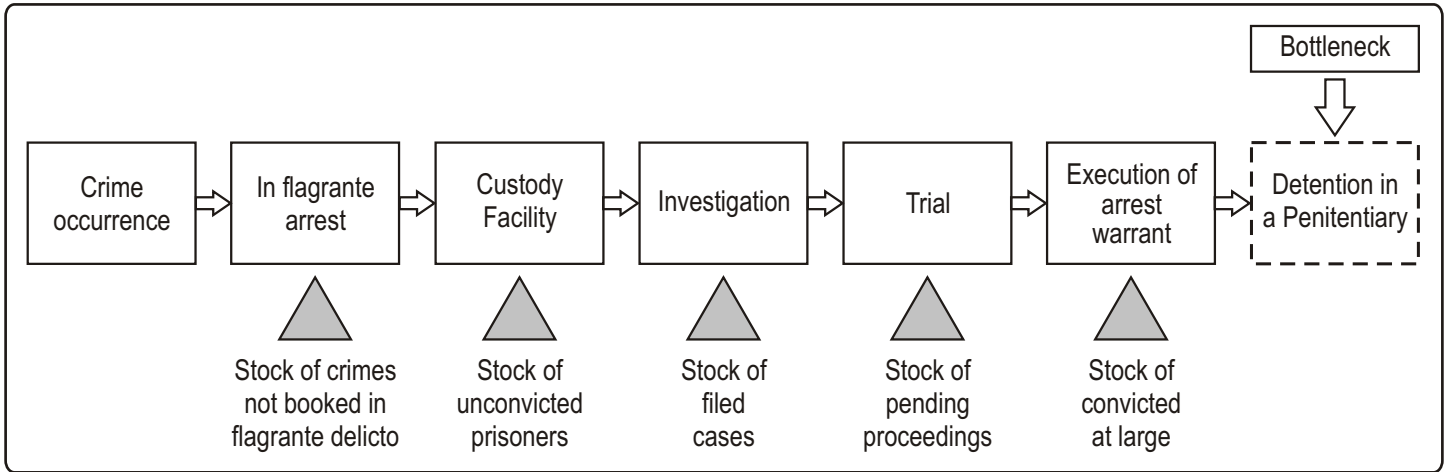 Bottleneck
Crime
occurrence
In flagrante
arrest
Custody
Facility
Investigation
Trial
Execution of
arrest
warrant
Detention in
a Penitentiary
Stock of crimes
not booked in
flagrante delicto
Stock of
unconvicted
prisoners
Stock of
filed
cases
Stock of
pending
proceedings
Stock of
convicted
at large